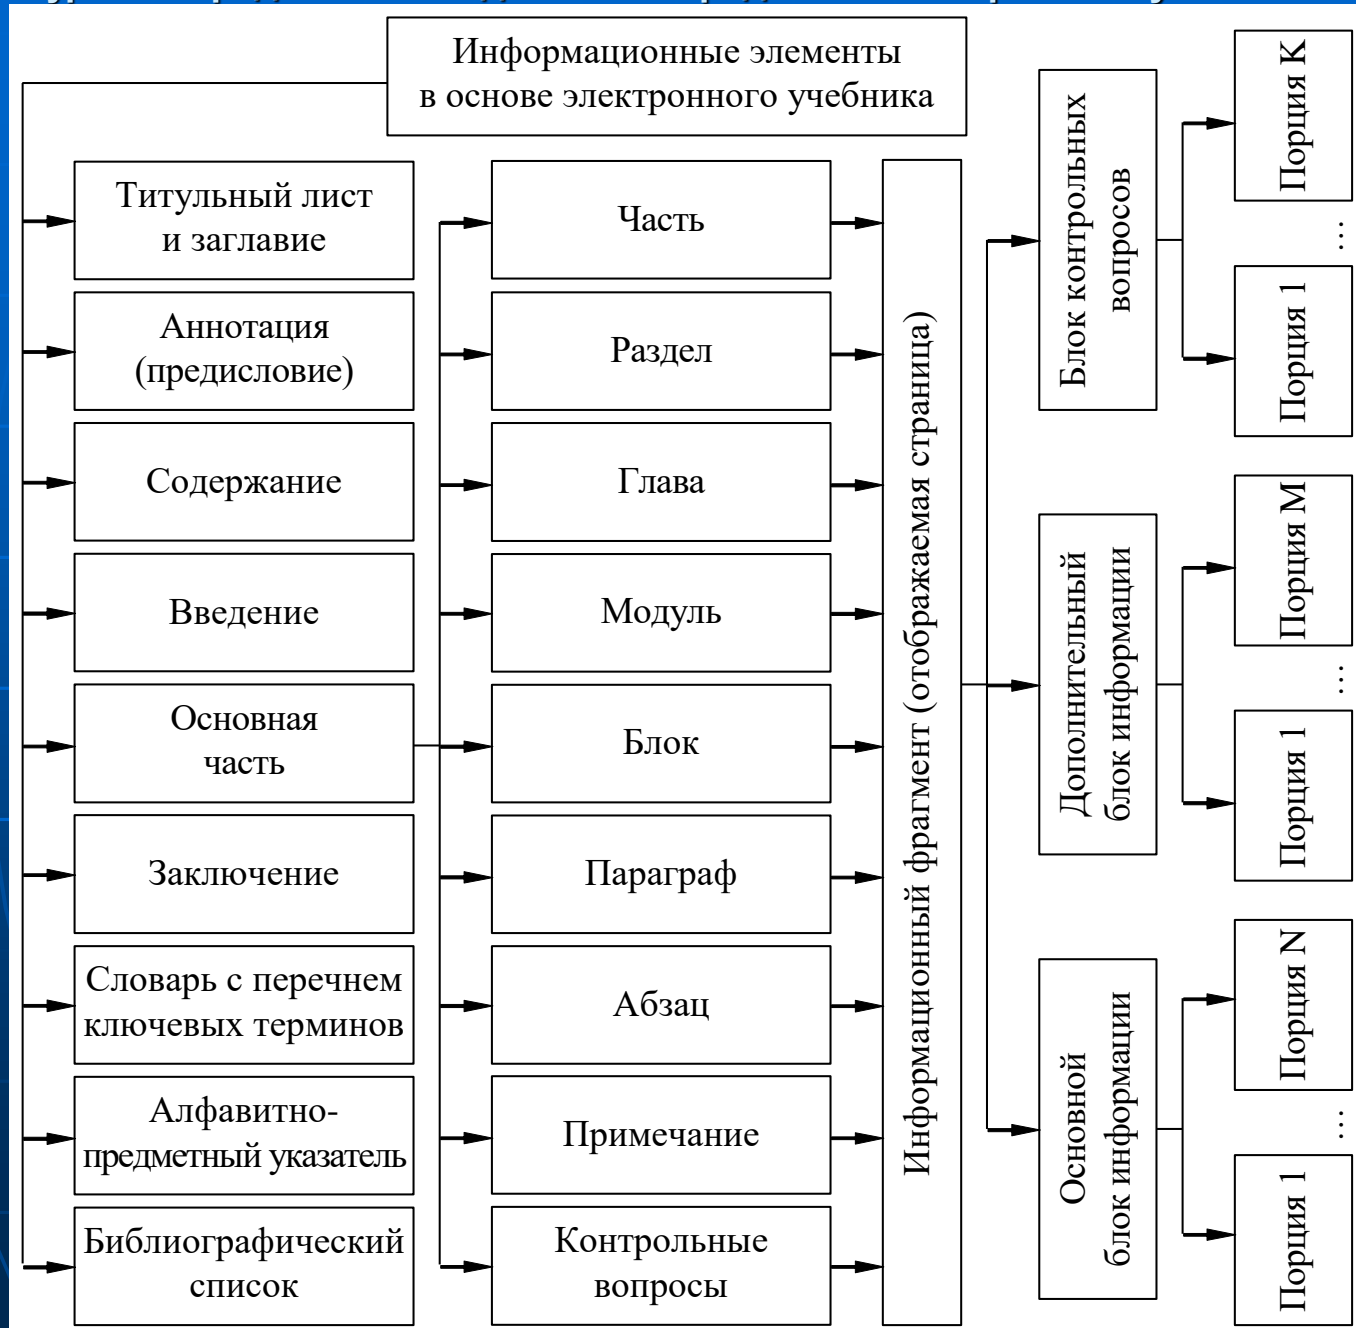 Информационные элементы
в основе электронного учебника
Титульный лист
и заглавие
Аннотация
(предисловие)
Содержание
Введение
Основная
часть
Заключение
Словарь с перечнем
ключевых терминов
Алфавитно-
предметный указатель
Библиографический
список
Часть
Раздел
Глава
Модуль
Блок
Параграф
Абзац
Примечание
Контрольные
вопросы
Информационный фрагмент (отображаемая страница)
Блок контрольных
вопросов
Порция K
...
Порция 1
Дополнительный
блок информации
Порция M
...
Порция 1
Основной
блок информации
Порция N
...
Порция 1